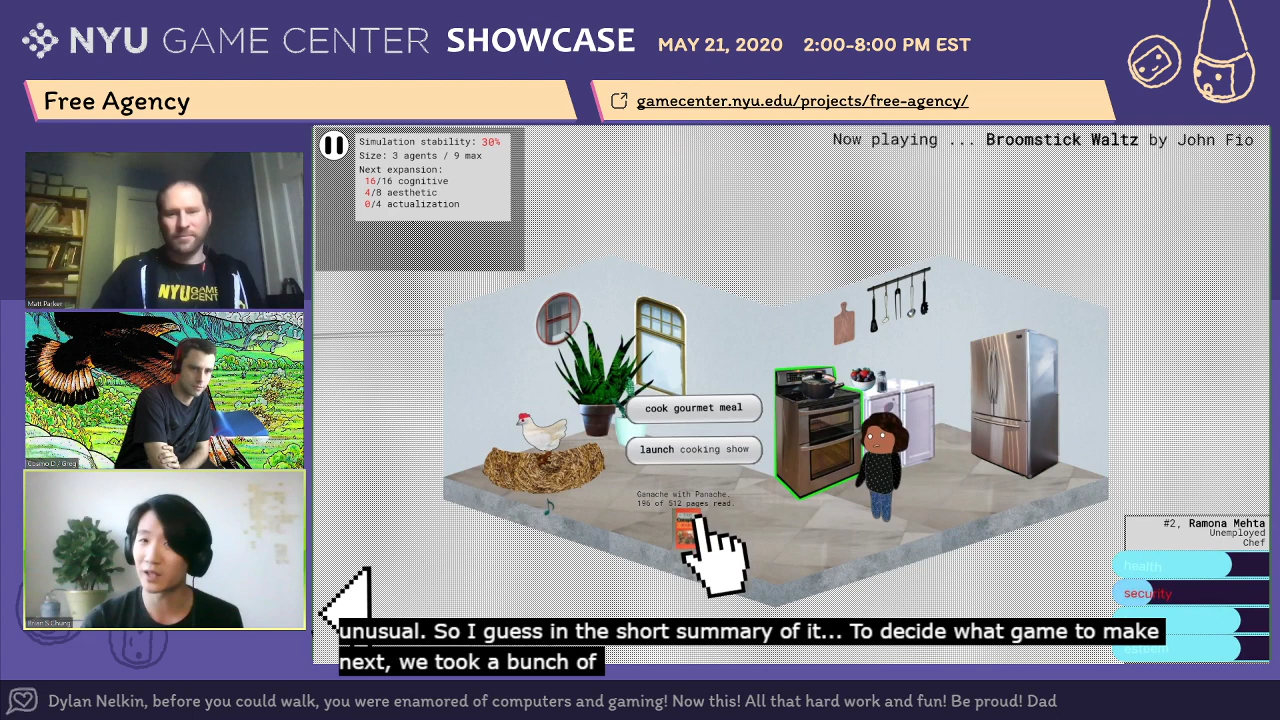 NYU GAME CENTER SHOWCASE MAY 21, 2020 2:00-8:00 PM EST
Free Agency
gamecenter.nyu.edu/projects/free-agency/
Simulation stability: 30%
Size: 3 agents / 9 max
Next expansion:
16/16 cognitive
4/8 aesthetic
0/4 actualization
Now playing ... Broomstick Waltz by John Fio
NYU GAME
CENT
Matt Parker
Cosmo D / Greg
Brian S Chung
cook gourmet meal
launch cooking show
Ganache with Panache.
196 of 512 pages read.
#2, Ramona Mehta
Unemployed
Chef
health
security
esteem
unusual. So I guess in the short summary of it... To decide what game to make
next, we took a bunch of
Dylan Nelkin, before you could walk, you were enamored of computers and gaming! Now this! All that hard work and fun! Be proud! Dad